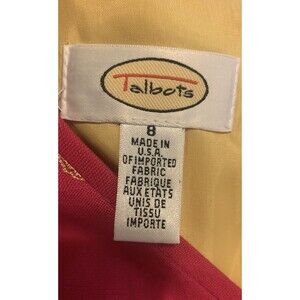 Talbots
8
MADE IN
U.S.A.
OF IMPORTED
FABRIC
FABRIQUE
AUX ETATS
UNIS DE
TISSU
IMPORTE